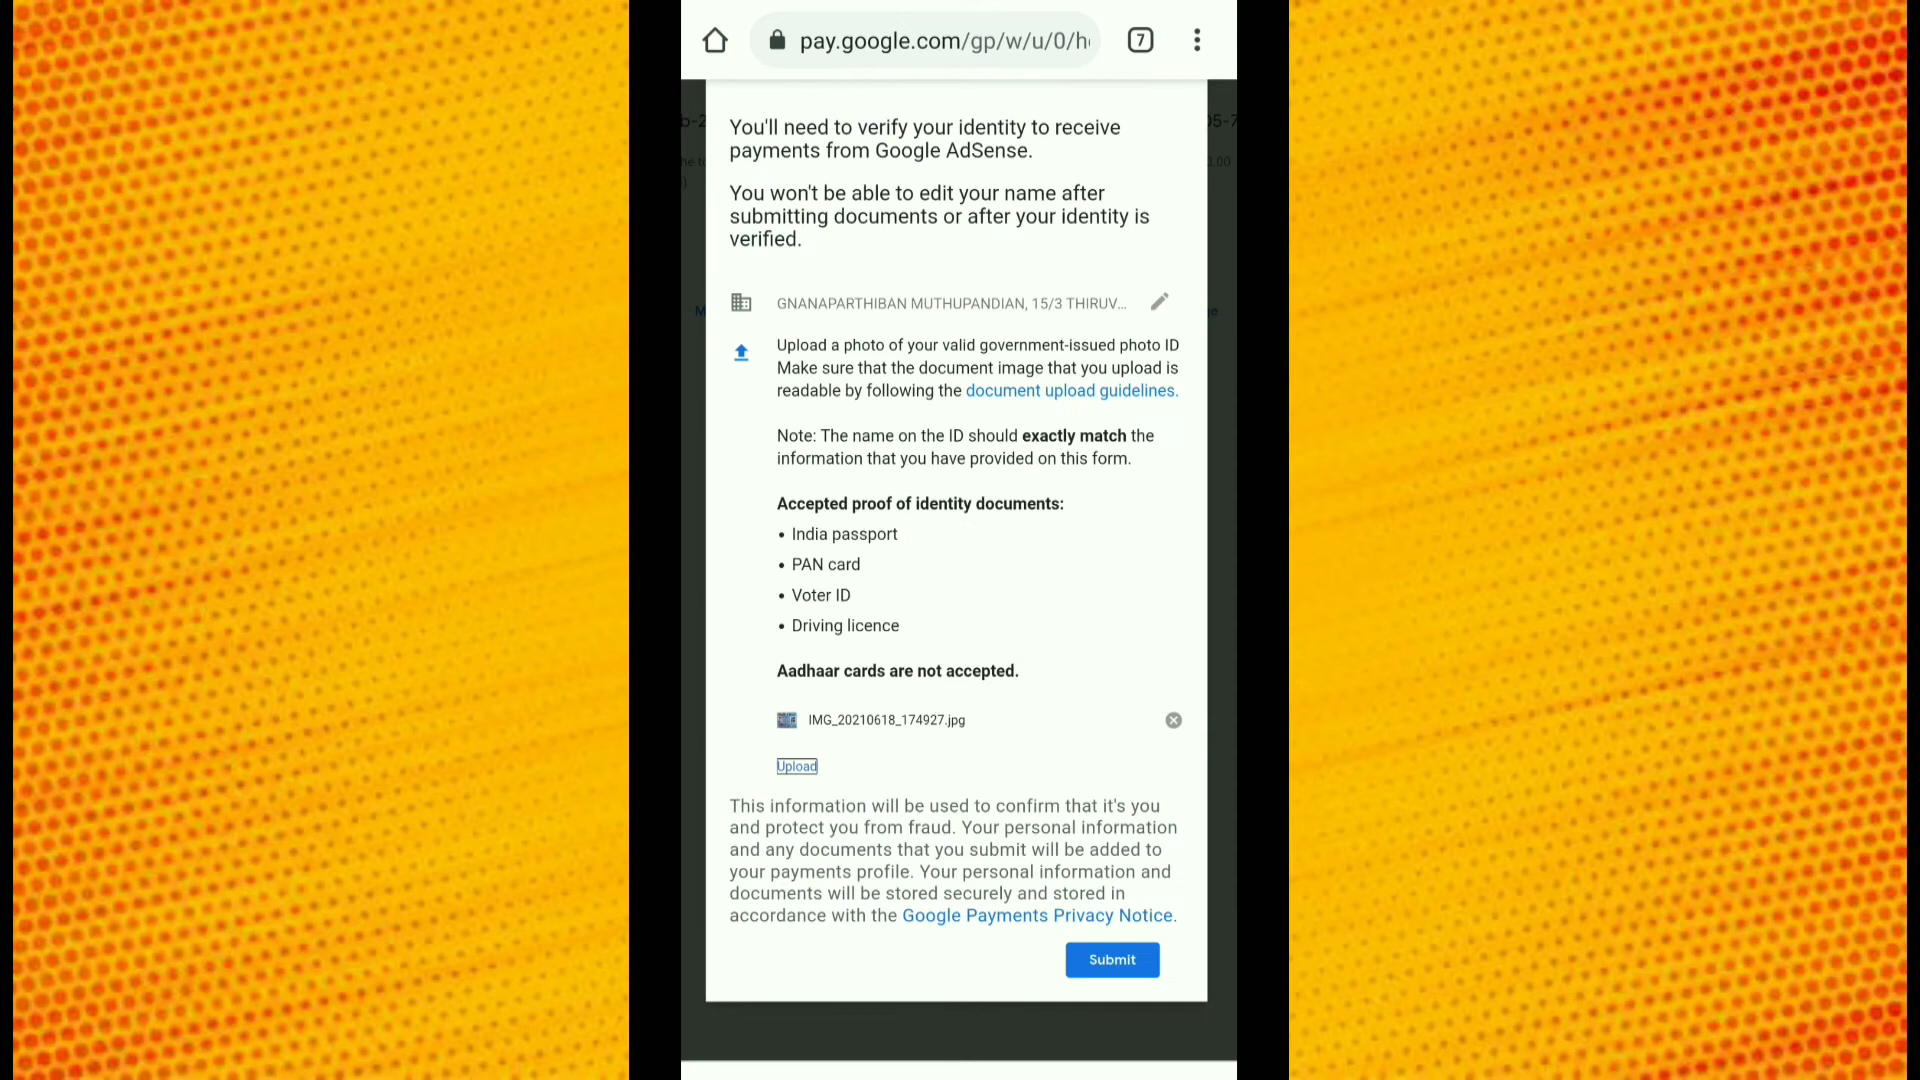 pay.google.com/gp/w/u/0/h
7
You'll need to verify your identity to receive
payments from Google AdSense.
You won't be able to edit your name after
submitting documents or after your identity is
verified.
GNANAPARTHIBAN MUTHUPANDIAN, 15/3 THIRUV...
Upload a photo of your valid government-issued photo ID
Make sure that the document image that you upload is
readable by following the document upload guidelines.
Note: The name on the ID should exactly match the
information that you have provided on this form.
Accepted proof of identity documents:
• India passport
• PAN card
• Voter ID
• Driving licence
Aadhaar cards are not accepted.
IMG_20210618_174927.jpg
Upload
This information will be used to confirm that it's you
and protect you from fraud. Your personal information
and any documents that you submit will be added to
your payments profile. Your personal information and
documents will be stored securely and stored in
accordance with the Google Payments Privacy Notice.
Submit